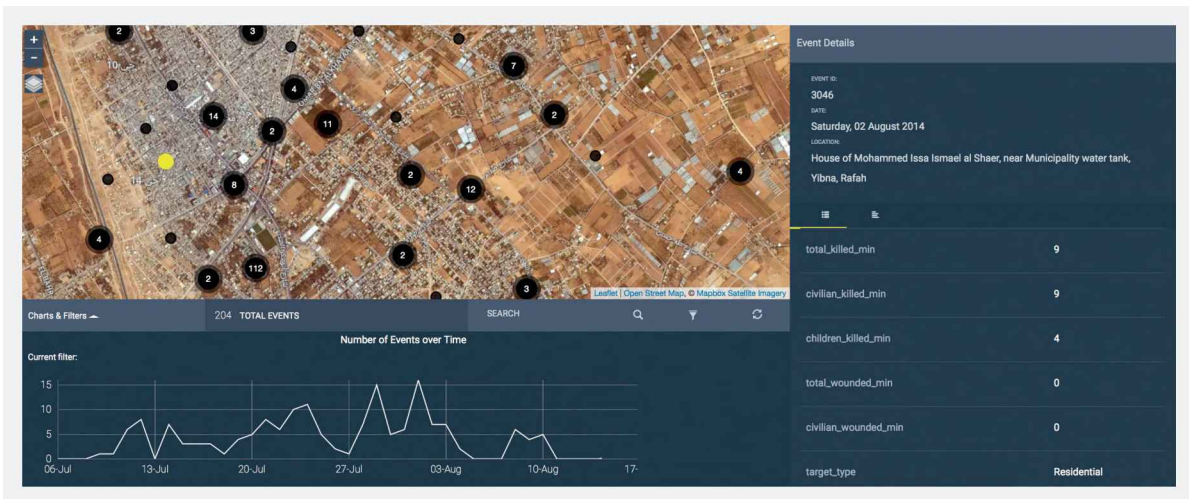 +
−
2
3
10 حي
7
4
14
2
11
2
2
4
12
8
4
2
112
2
3
Leaflet | Open Street Map, © Mapbox Satellite Imagery
Charts & Filters
204 TOTAL EVENTS
SEARCH
Number of Events over Time
Current filter:
15
10
5
0
06-Jul 13-Jul 20-Jul 27-Jul 03-Aug 10-Aug 17-
Event Details
EVENT ID:
3046
DATE:
Saturday, 02 August 2014
LOCATION:
House of Mohammed Issa Ismael al Shaer, near Municipality water tank,
Yibna, Rafah
total_killed_min 9
civilian_killed_min 9
children_killed_min 4
total_wounded_min 0
civilian_wounded_min 0
target_type Residential